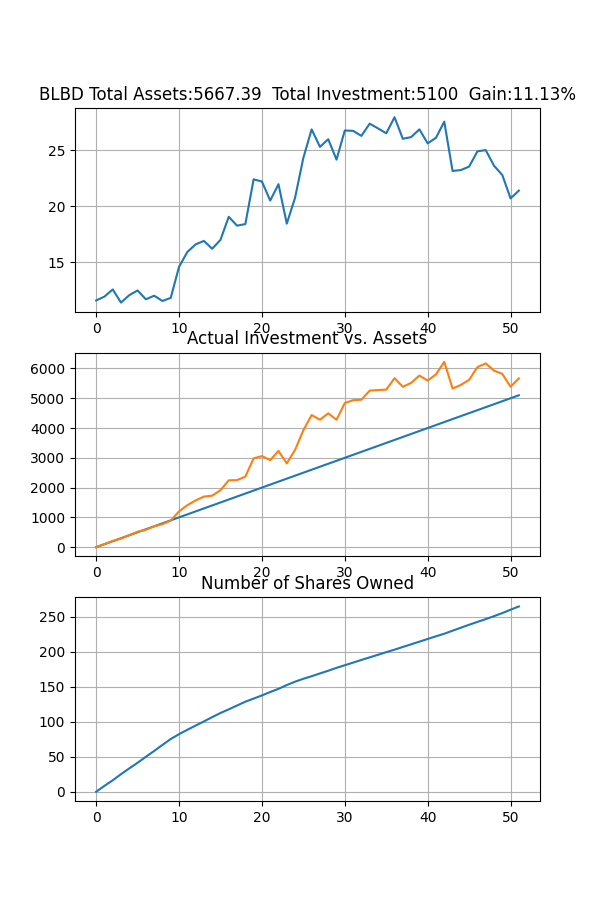 BLBD Total Assets:5667.39  Total Investment:5100  Gain:11.13%
25
20
15
0 10 20 30 40 50
Actual Investment vs. Assets
6000
5000
4000
3000
2000
1000
0
0 10 20 30 40 50
Number of Shares Owned
250
200
150
100
50
0
0 10 20 30 40 50